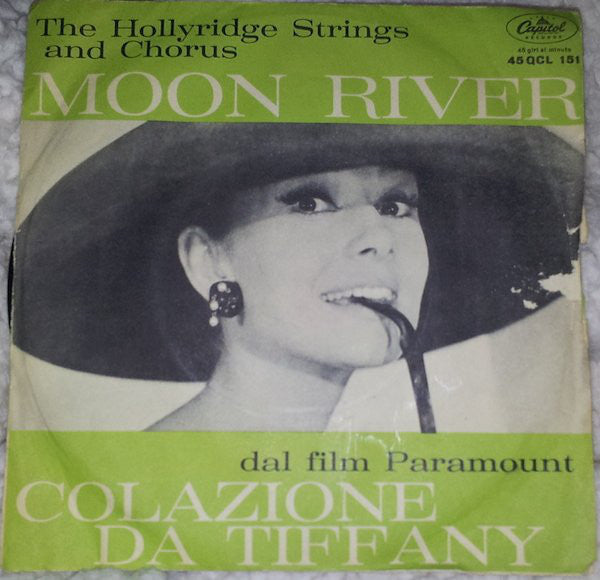 The Hollyridge Strings
and Chorus
Capitol
RECORDS
45 giri al minuto
45 QCL 151
MOON RIVER
dal film Paramount
COLAZIONE
DA TIFFANY